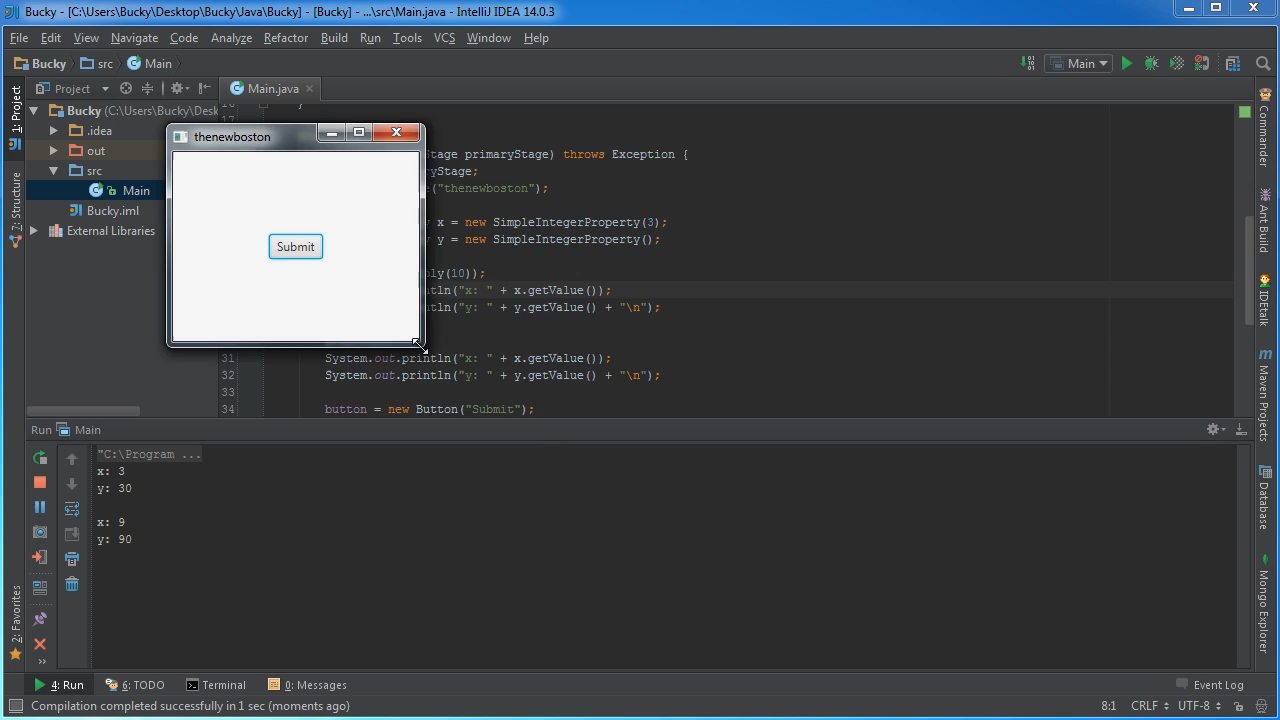 Bucky - [C:\Users\Bucky\Desktop\Bucky\Java\Bucky] - [Bucky] - ...\src\Main.java - IntelliJ IDEA 14.0.3
File Edit View Navigate Code Analyze Refactor Build Run Tools VCS Window Help
Bucky src Main
Main
Project
Main.java
1: Project
7: Structure
2: Favorites
Bucky (C:\Users\Bucky\Desk
.idea
out
src
Main
Bucky.iml
External Libraries
thenewboston
Submit
}
tage primaryStage) throws Exception {
ryStage;
e("thenewboston");
y x = new SimpleIntegerProperty(3);
y y = new SimpleIntegerProperty();
ply(10));
tln("x: " + x.getValue());
tln("y: " + y.getValue() + "\n");
31 System.out.println("x: " + x.getValue());
32 System.out.println("y: " + y.getValue() + "\n");
33
34 button = new Button("Submit");
Commander
Ant Build
IDEtalk
Maven Projects
Database
Mongo Explorer
Run Main
"C:\Program ...
x: 3
y: 30
x: 9
y: 90
4: Run 6: TODO Terminal 0: Messages Event Log
Compilation completed successfully in 1 sec (moments ago) 8:1 CRLF UTF-8